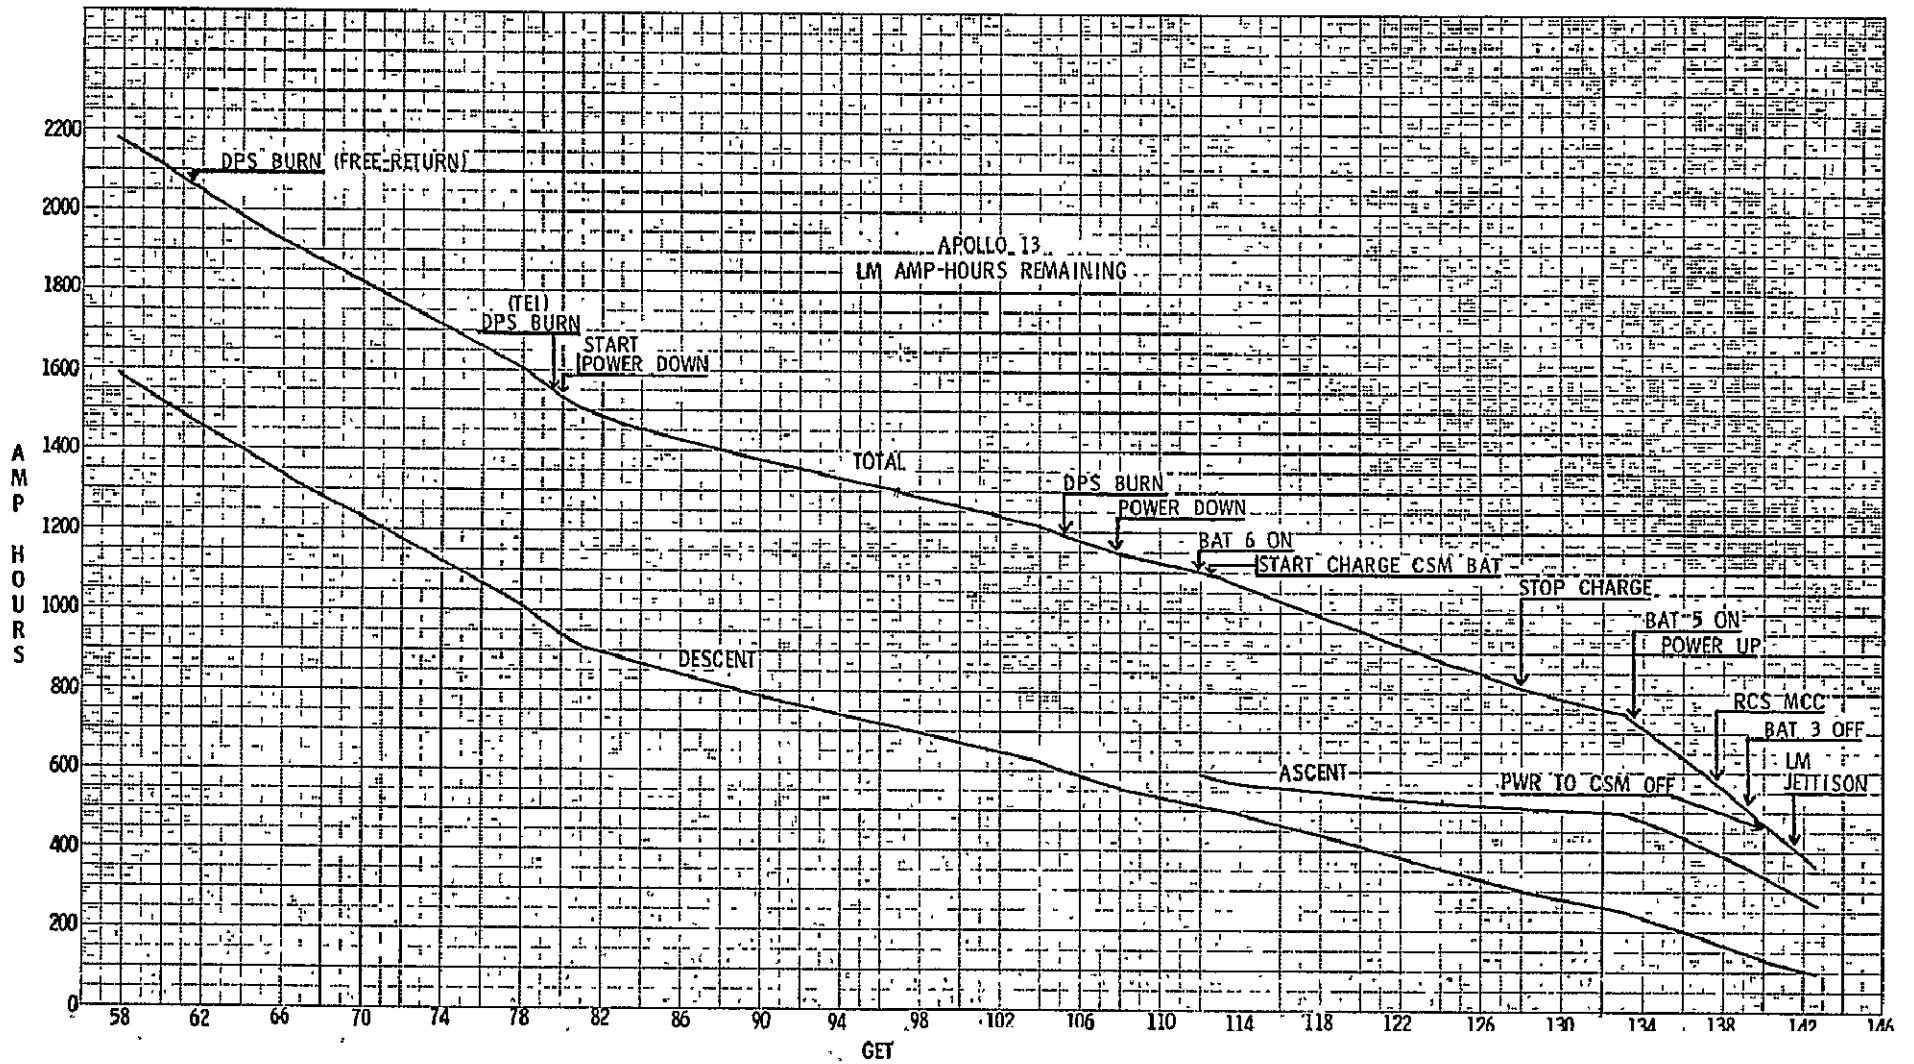 2200
2000
1800
1600
1400
1200
1000
800
600
400
200
0
AMP HOURS
DPS BURN (FREE-RETURN)
APOLLO 13
LM AMP-HOURS REMAINING
(TEI)
DPS BURN
START
POWER DOWN
TOTAL
DPS BURN
POWER DOWN
BAT 6 ON
START CHARGE CSM BAT
STOP CHARGE
BAT 5 ON
POWER UP
DESCENT
RCS MCC
BAT 3 OFF
ASCENT
PWR TO CSM OFF
LM
JETTISON
58 62 66 70 74 78 82 86 90 94 98 102 106 110 114 118 122 126 130 134 138 142 146
GET